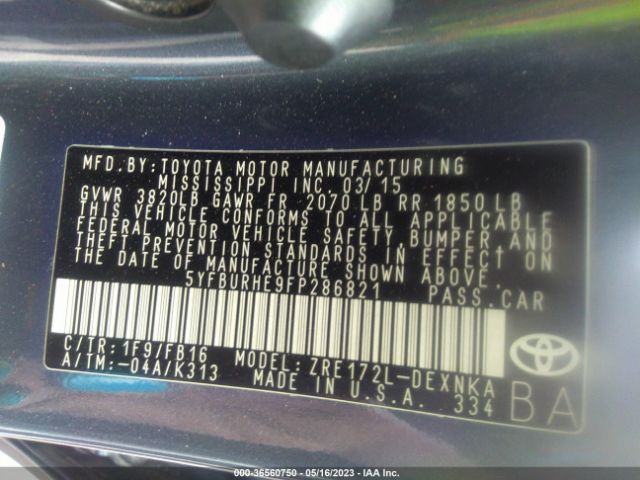 MFD.BY:TOYOTA MOTOR MANUFACTURING
MISSISSIPPI INC. 03/15
GVWR 3820LB GAWR FR 2070 LB RR 1850 LB
THIS VEHICLE CONFORMS TO ALL APPLICABLE
FEDERAL MOTOR VEHICLE SAFETY,BUMPER,AND
THEFT PREVENTION STANDARDS IN EFFECT ON
THE DATE OF MANUFACTURE SHOWN ABOVE.
5YFBURHE9FP286821 PASS.CAR
C/TR:1F9/FB16 MODEL:ZRE172L-DEXNKA
A/TM:-04A/K313 MADE IN U.S.A. 334
BA
000-36560750 - 05/16/2023 - IAA Inc.